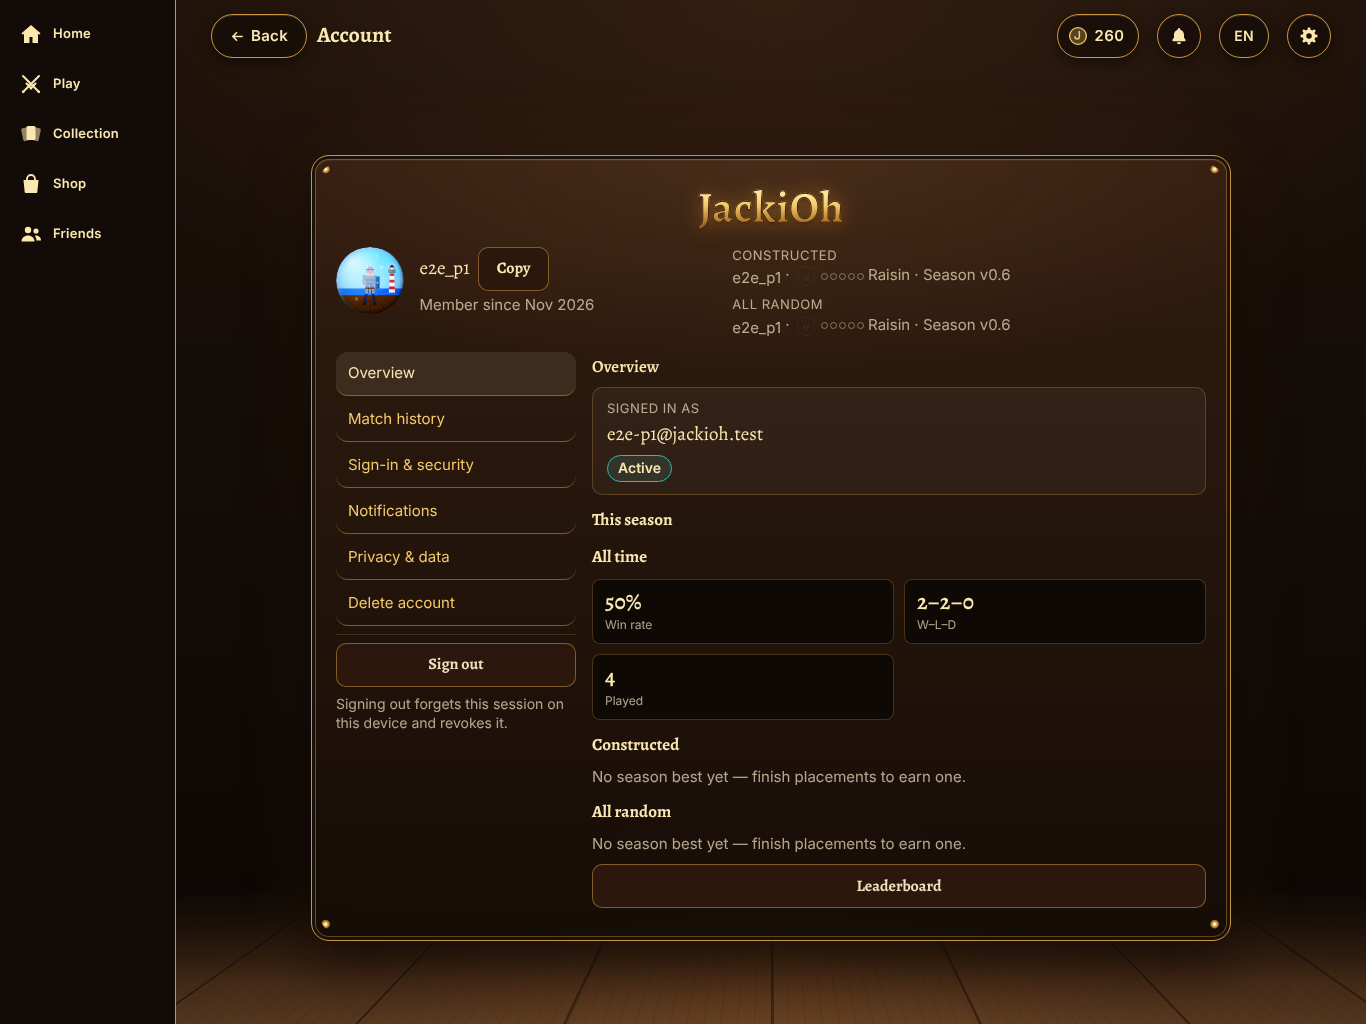 Home
Play
Collection
Shop
Friends
← Back
Account
J 260
EN
JackiOh
e2e_p1
Copy
Member since Nov 2026
CONSTRUCTED
e2e_p1 · Raisin · Season v0.6
ALL RANDOM
e2e_p1 · Raisin · Season v0.6
Overview
Match history
Sign-in & security
Notifications
Privacy & data
Delete account
Sign out
Signing out forgets this session on
this device and revokes it.
Overview
SIGNED IN AS
e2e-p1@jackioh.test
Active
This season
All time
50%
Win rate
2–2–0
W–L–D
4
Played
Constructed
No season best yet — finish placements to earn one.
All random
No season best yet — finish placements to earn one.
Leaderboard